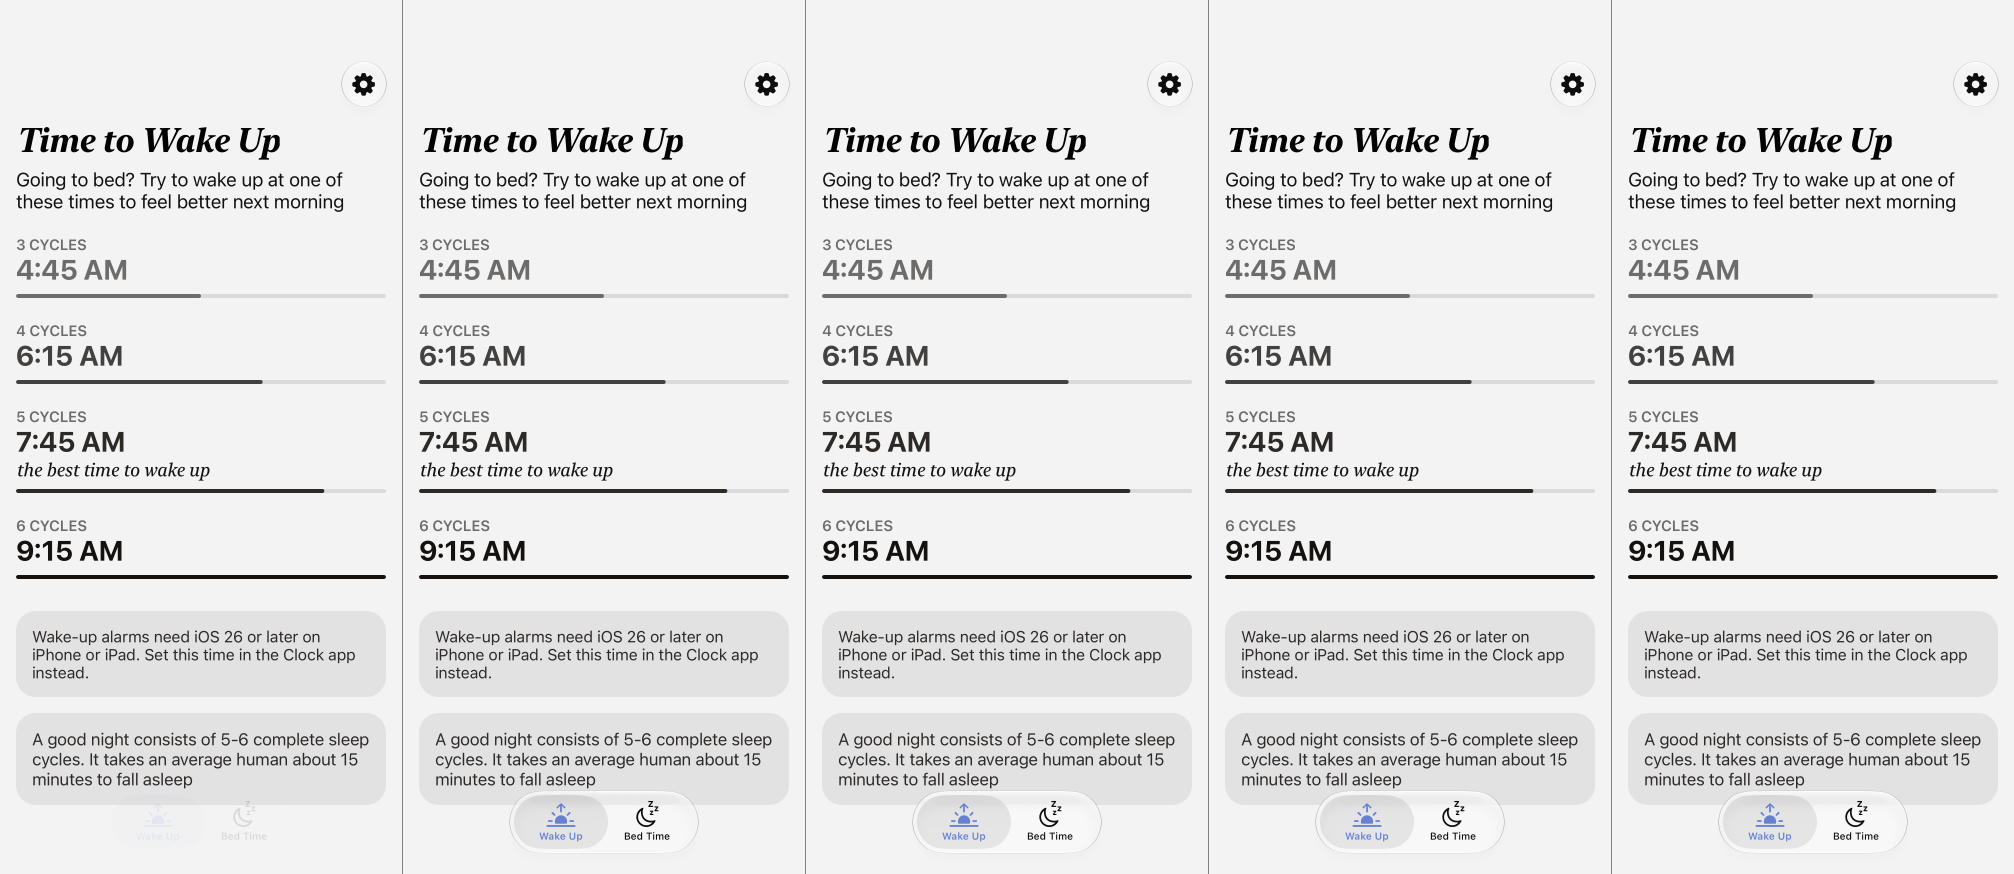 Time to Wake Up
Going to bed? Try to wake up at one of
these times to feel better next morning
3 CYCLES
4:45 AM
4 CYCLES
6:15 AM
5 CYCLES
7:45 AM
the best time to wake up
6 CYCLES
9:15 AM
Wake-up alarms need iOS 26 or later on
iPhone or iPad. Set this time in the Clock app
instead.
A good night consists of 5-6 complete sleep
cycles. It takes an average human about 15
minutes to fall asleep
Wake Up
Bed Time
Time to Wake Up
Going to bed? Try to wake up at one of
these times to feel better next morning
3 CYCLES
4:45 AM
4 CYCLES
6:15 AM
5 CYCLES
7:45 AM
the best time to wake up
6 CYCLES
9:15 AM
Wake-up alarms need iOS 26 or later on
iPhone or iPad. Set this time in the Clock app
instead.
A good night consists of 5-6 complete sleep
cycles. It takes an average human about 15
minutes to fall asleep
Wake Up
Bed Time
Time to Wake Up
Going to bed? Try to wake up at one of
these times to feel better next morning
3 CYCLES
4:45 AM
4 CYCLES
6:15 AM
5 CYCLES
7:45 AM
the best time to wake up
6 CYCLES
9:15 AM
Wake-up alarms need iOS 26 or later on
iPhone or iPad. Set this time in the Clock app
instead.
A good night consists of 5-6 complete sleep
cycles. It takes an average human about 15
minutes to fall asleep
Wake Up
Bed Time
Time to Wake Up
Going to bed? Try to wake up at one of
these times to feel better next morning
3 CYCLES
4:45 AM
4 CYCLES
6:15 AM
5 CYCLES
7:45 AM
the best time to wake up
6 CYCLES
9:15 AM
Wake-up alarms need iOS 26 or later on
iPhone or iPad. Set this time in the Clock app
instead.
A good night consists of 5-6 complete sleep
cycles. It takes an average human about 15
minutes to fall asleep
Wake Up
Bed Time
Time to Wake Up
Going to bed? Try to wake up at one of
these times to feel better next morning
3 CYCLES
4:45 AM
4 CYCLES
6:15 AM
5 CYCLES
7:45 AM
the best time to wake up
6 CYCLES
9:15 AM
Wake-up alarms need iOS 26 or later on
iPhone or iPad. Set this time in the Clock app
instead.
A good night consists of 5-6 complete sleep
cycles. It takes an average human about 15
minutes to fall asleep
Wake Up
Bed Time